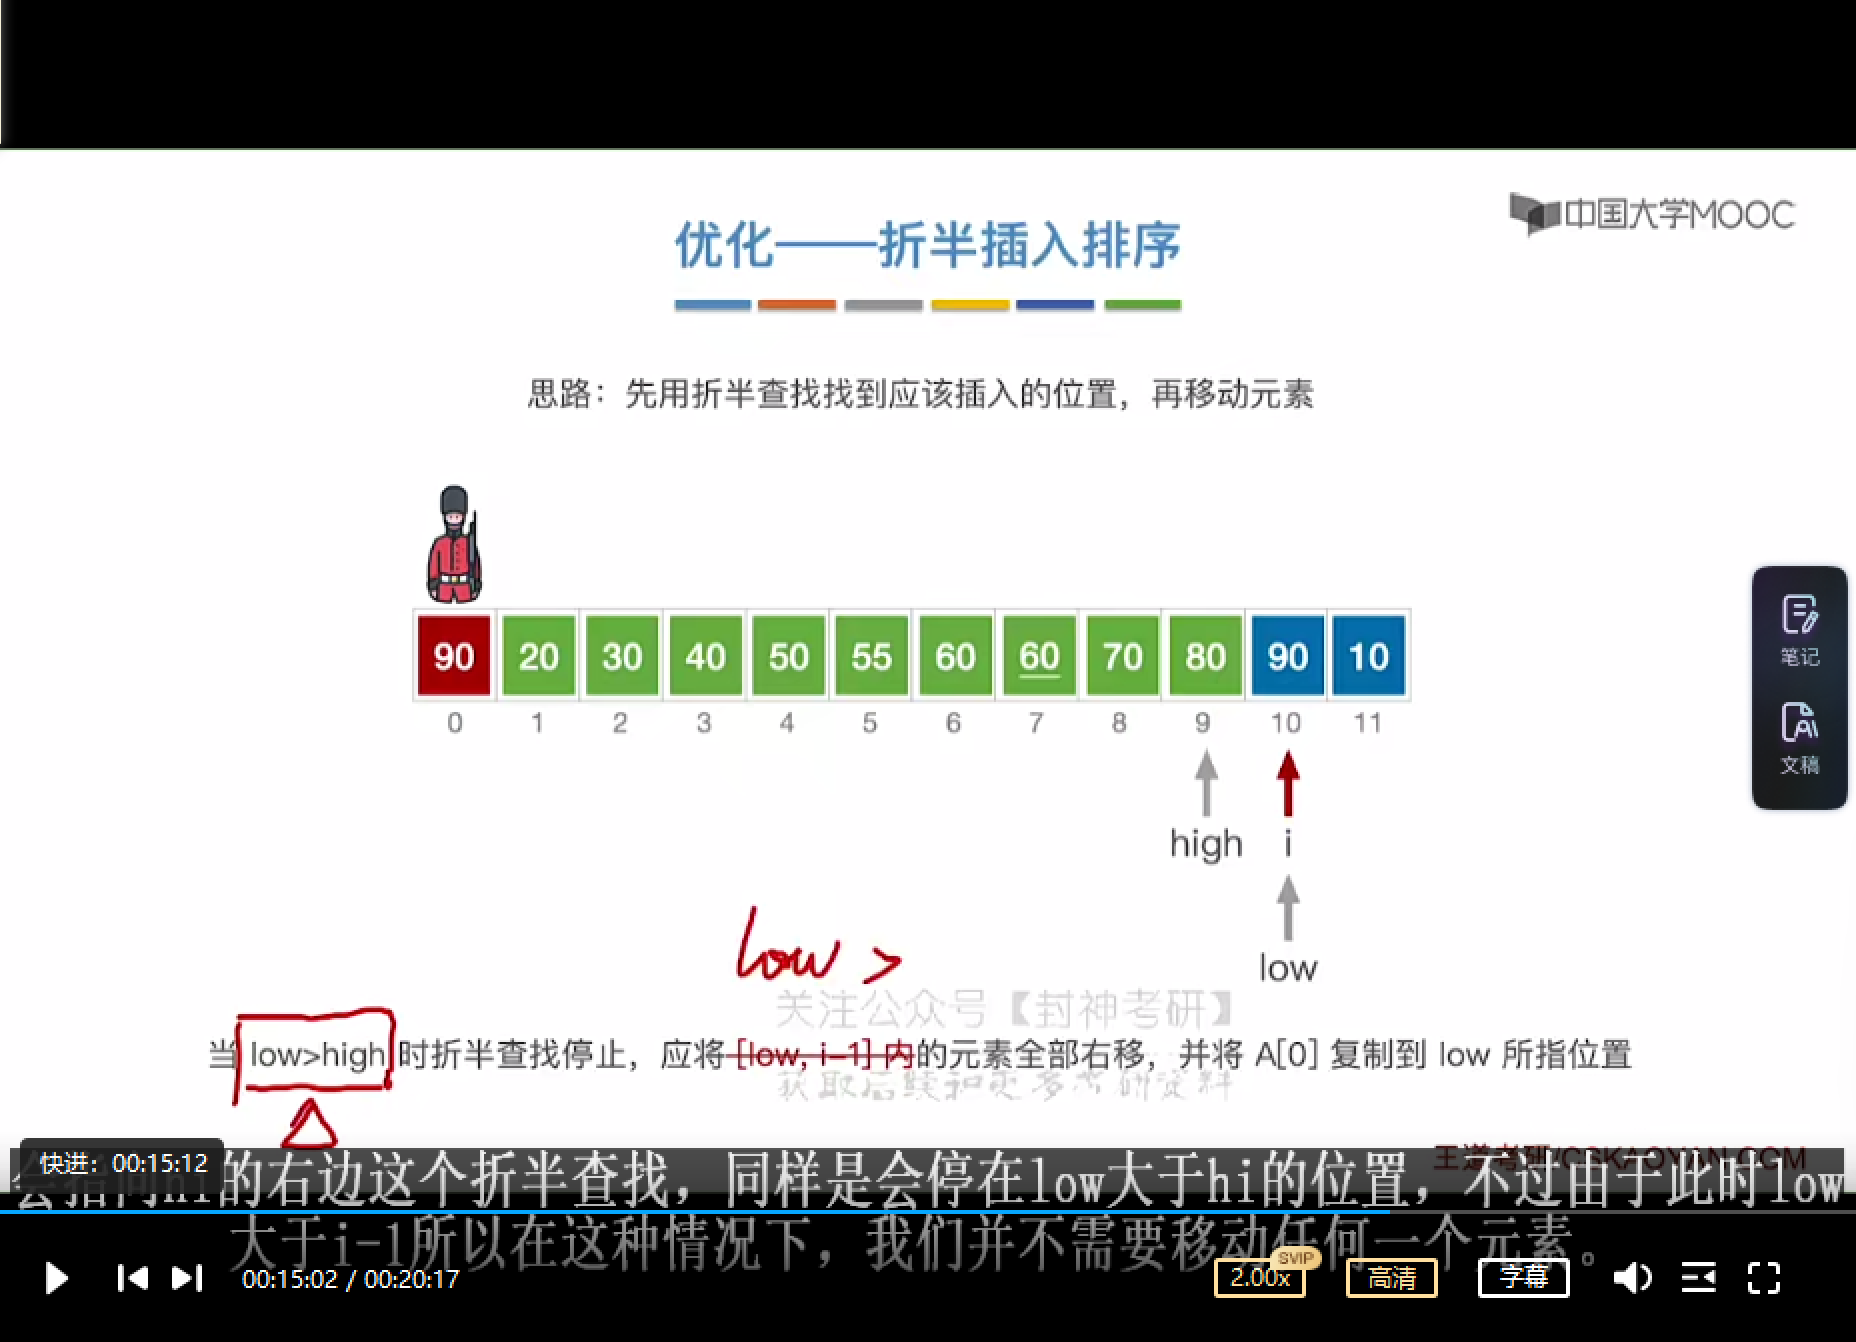 中国大学MOOC
优化——折半插入排序
思路：先用折半查找找到应该插入的位置，再移动元素
90 20 30 40 50 55 60 60 70 80 90 10
0 1 2 3 4 5 6 7 8 9 10 11
笔记
文稿
high i
low
low >
关注公众号【封神考研】
当 low>high 时折半查找停止，应将 [low, i-1] 内的元素全部右移，并将 A[0] 复制到 low 所指位置
获取后续和更多考研资料
王道考研/CSKAOYAN.COM
快进：00:15:12
会指向hi的右边这个折半查找，同样是会停在low大于hi的位置，不过由于此时low
大于i-1所以在这种情况下，我们并不需要移动任何一个元素。
00:15:02 / 00:20:17
SVIP
2.00x
高清
字幕